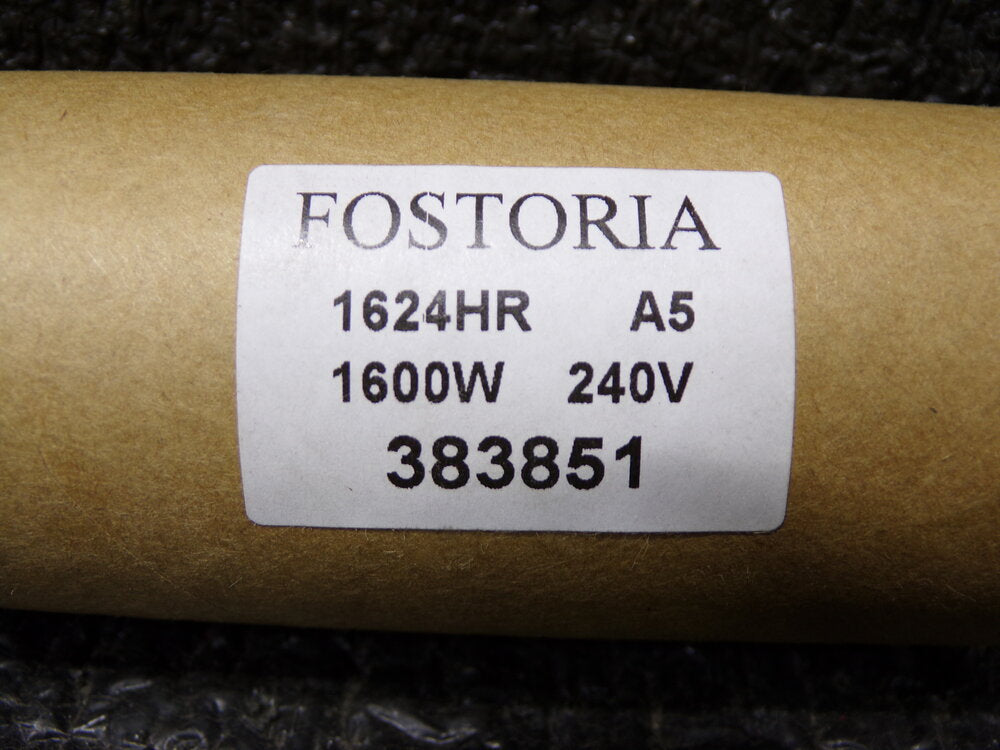 FOSTORIA
1624HR A5
1600W 240V
383851